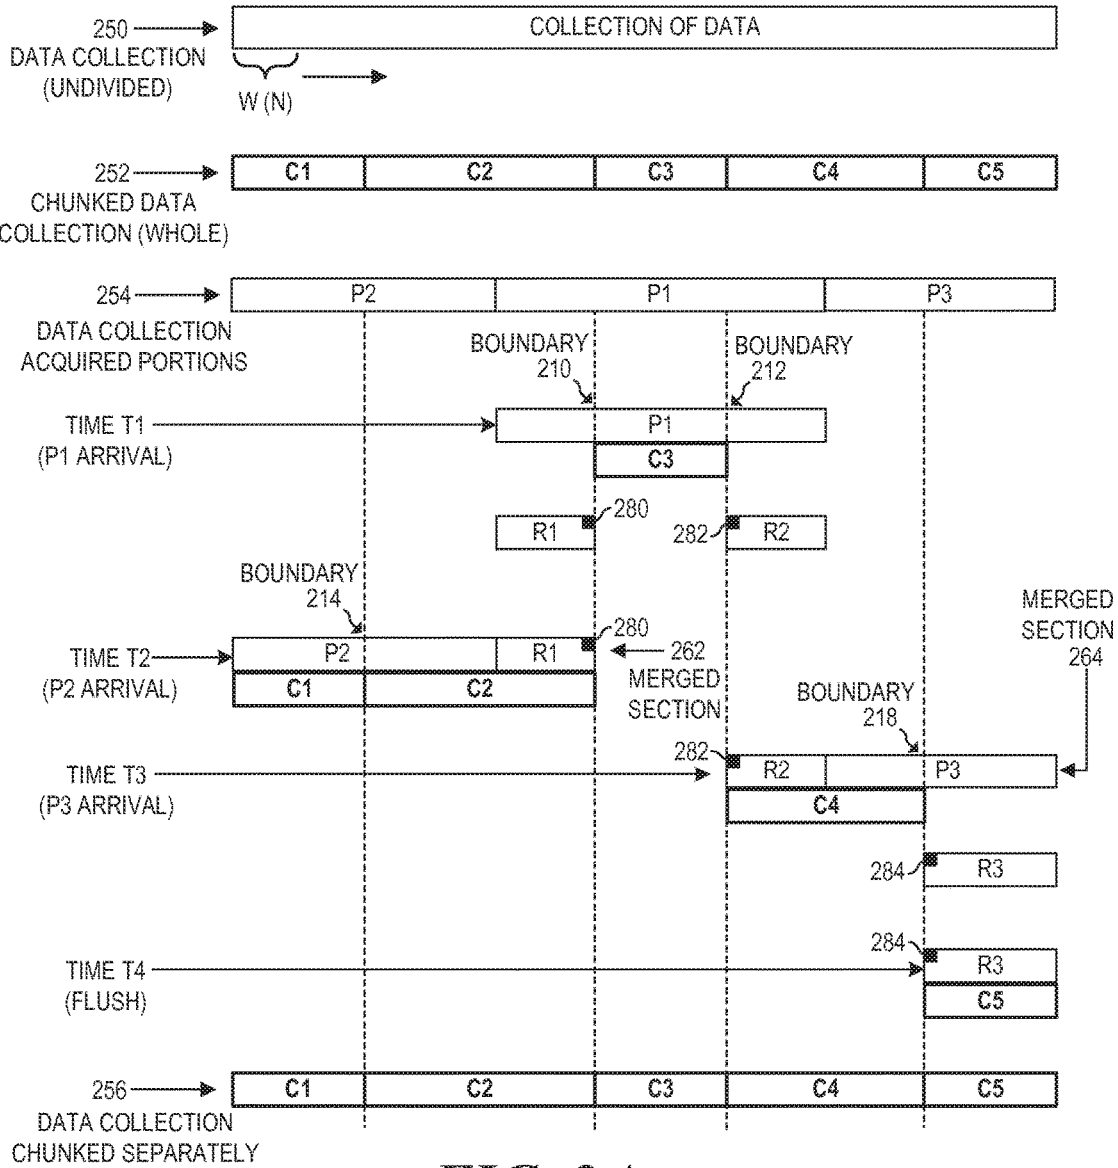 250
DATA COLLECTION
(UNDIVIDED)
COLLECTION OF DATA
W (N)
252
CHUNKED DATA
COLLECTION (WHOLE)
C1 C2 C3 C4 C5
254
DATA COLLECTION
ACQUIRED PORTIONS
P2 P1 P3
BOUNDARY
210
BOUNDARY
212
TIME T1
(P1 ARRIVAL)
P1
C3
R1
280
282
R2
BOUNDARY
214
TIME T2
(P2 ARRIVAL)
P2 R1
280
C1 C2
262
MERGED
SECTION
MERGED
SECTION
264
BOUNDARY
218
TIME T3
(P3 ARRIVAL)
282
R2 P3
C4
284
R3
TIME T4
(FLUSH)
284
R3
C5
256
DATA COLLECTION
CHUNKED SEPARATELY
C1 C2 C3 C4 C5